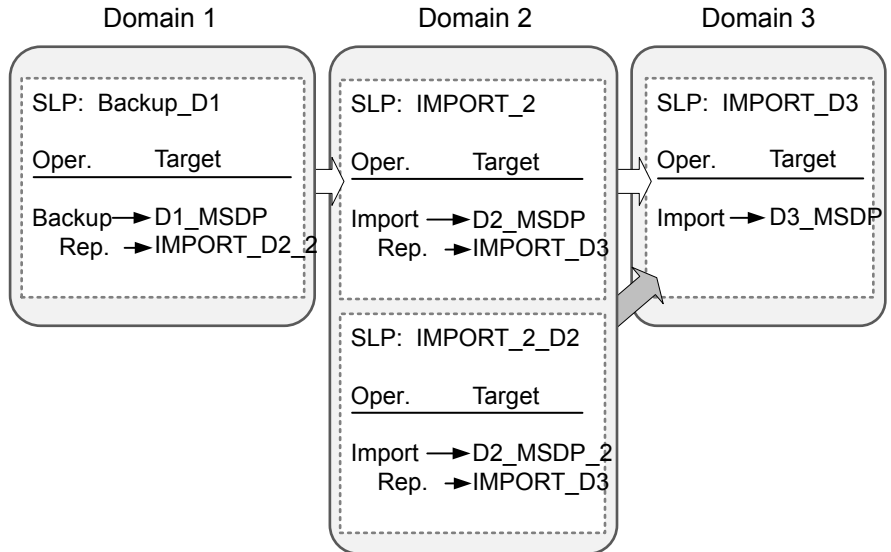 Domain 1
Domain 2
Domain 3
SLP: Backup_D1
Oper. Target
Backup D1_MSDP
Rep. IMPORT_D2_2
SLP: IMPORT_2
Oper. Target
Import D2_MSDP
Rep. IMPORT_D3
SLP: IMPORT_2_D2
Oper. Target
Import D2_MSDP_2
Rep. IMPORT_D3
SLP: IMPORT_D3
Oper. Target
Import D3_MSDP